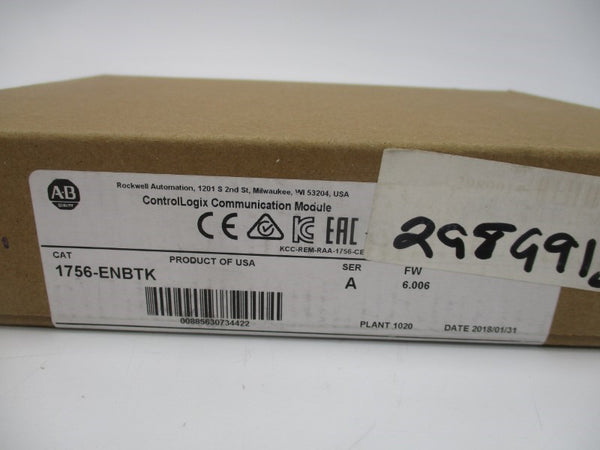 Rockwell Automation, 1201 S 2nd St, Milwaukee, WI 53204, USA
AB
ControlLogix Communication Module
CE
EAC
KCC-REM-RAA-1756-CE
CAT
PRODUCT OF USA
SER
FW
1756-ENBTK
A
6.006
00885630734422
PLANT 1020
DATE 2018/01/31